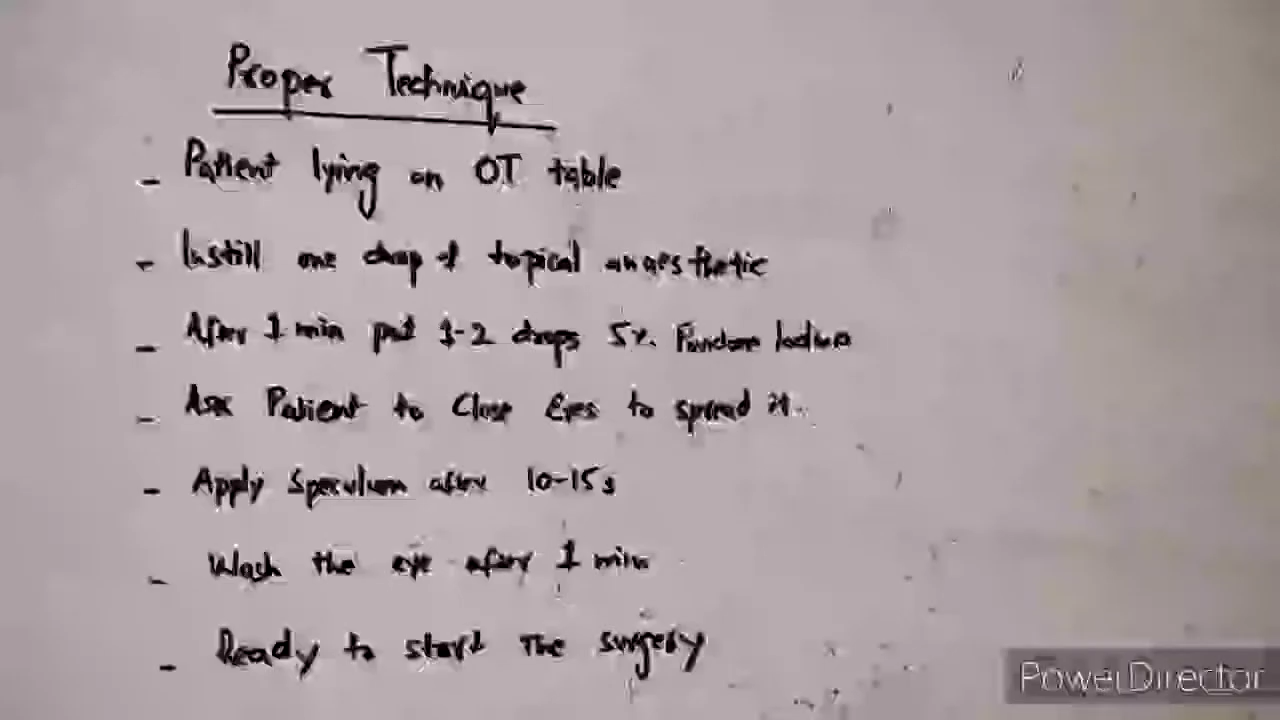 Proper Technique
- Patient lying on OT table
- Instill one drop of topical anaesthetic
- After 1 min put 1-2 drops 5%
- Ask Patient to Close Eyes to spread it.
- Apply Speculum after 10-15s
- Wash the eye after 1 min
- Ready to start the surgery
PowerDirector